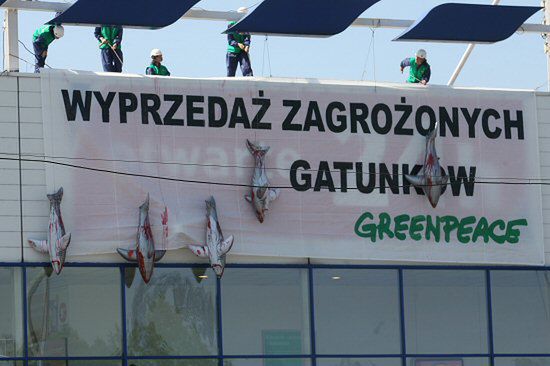 WYPRZEDAŻ ZAGROŻONYCH
GATUNKÓW
GREENPEACE